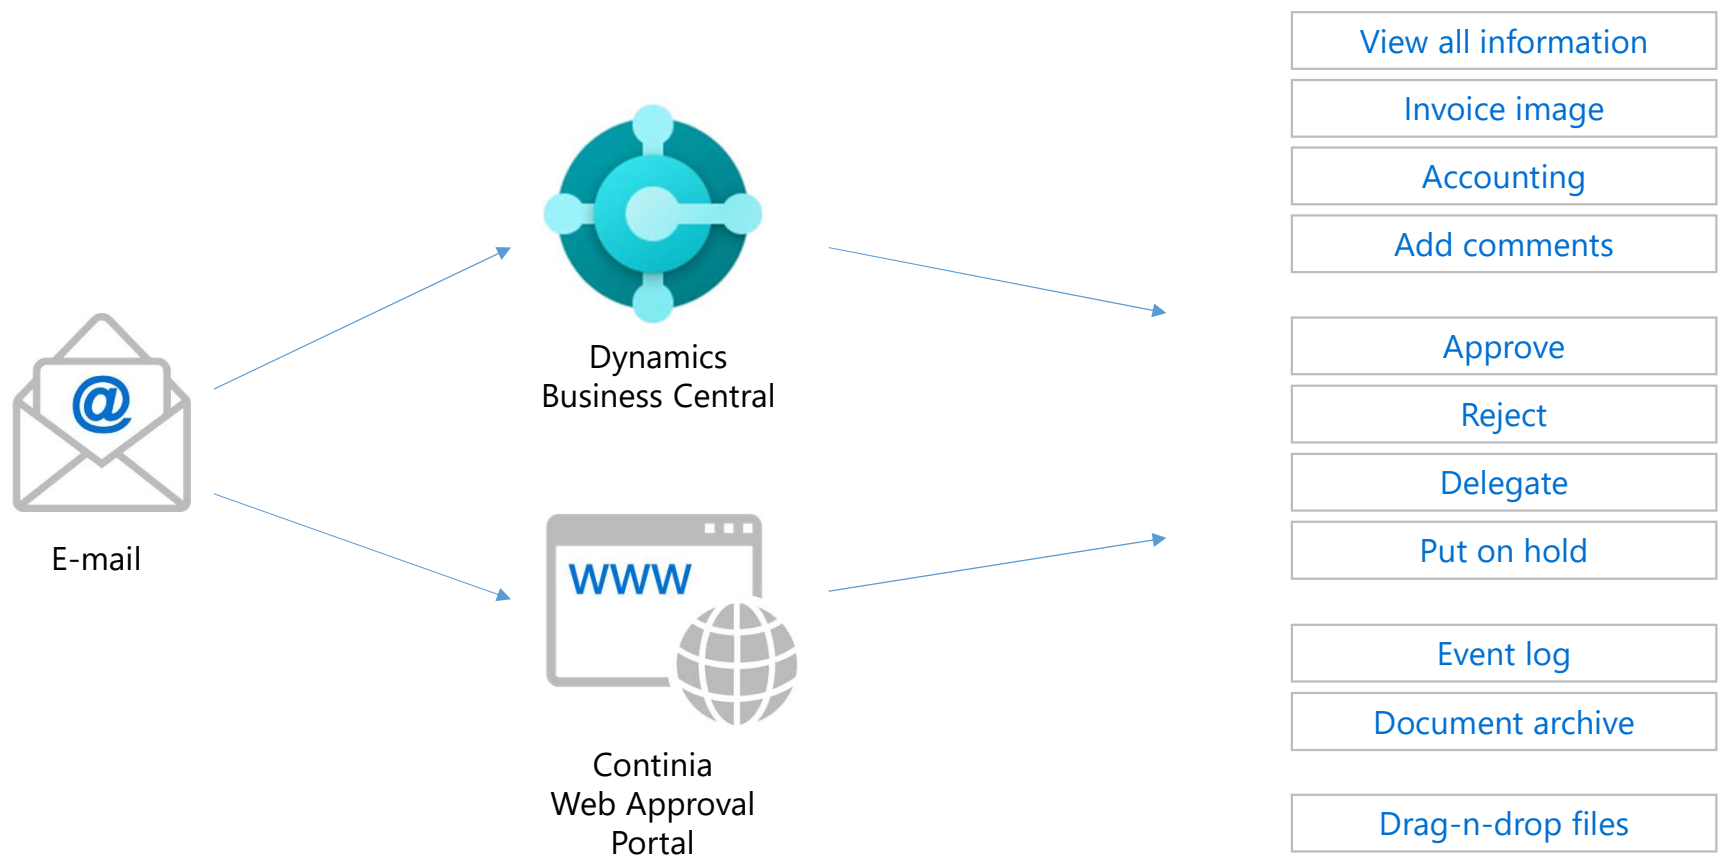 @
E-mail
Dynamics
Business Central
www
Continia
Web Approval
Portal
View all information
Invoice image
Accounting
Add comments
Approve
Reject
Delegate
Put on hold
Event log
Document archive
Drag-n-drop files